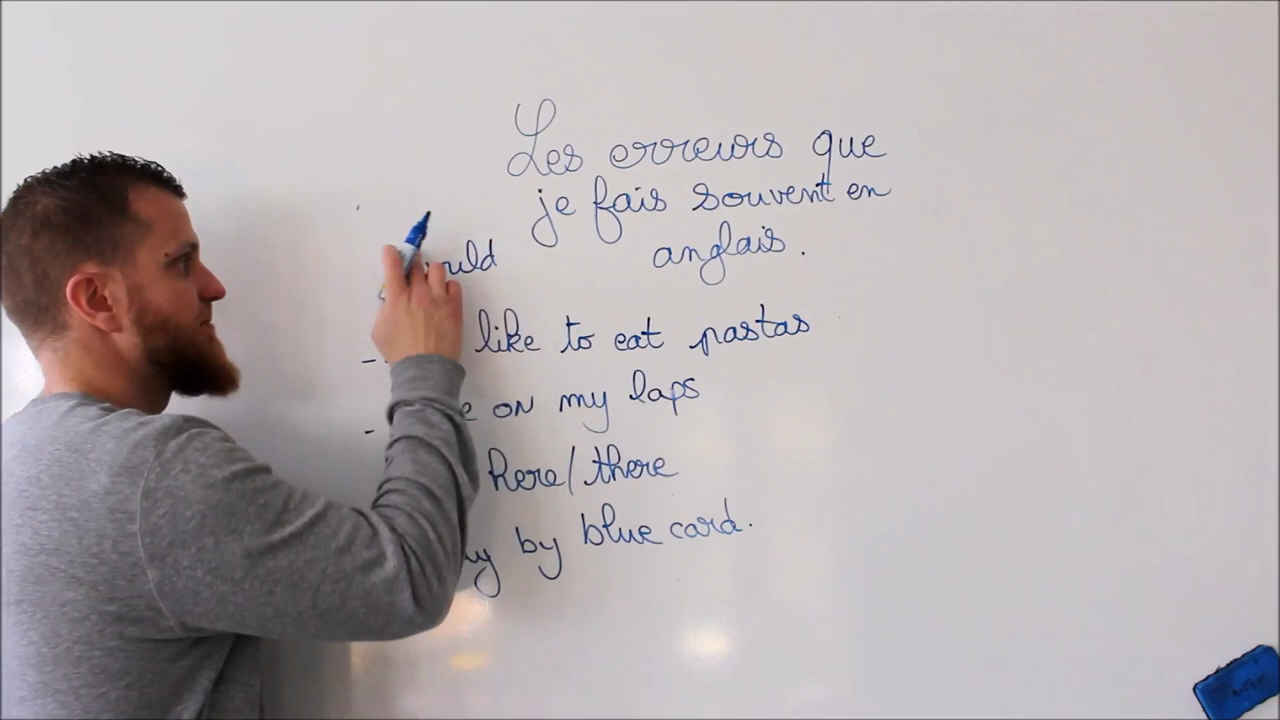 Les erreurs que
je fais souvent en
anglais.
like to eat pastas
on my laps
here/there
by blue card.